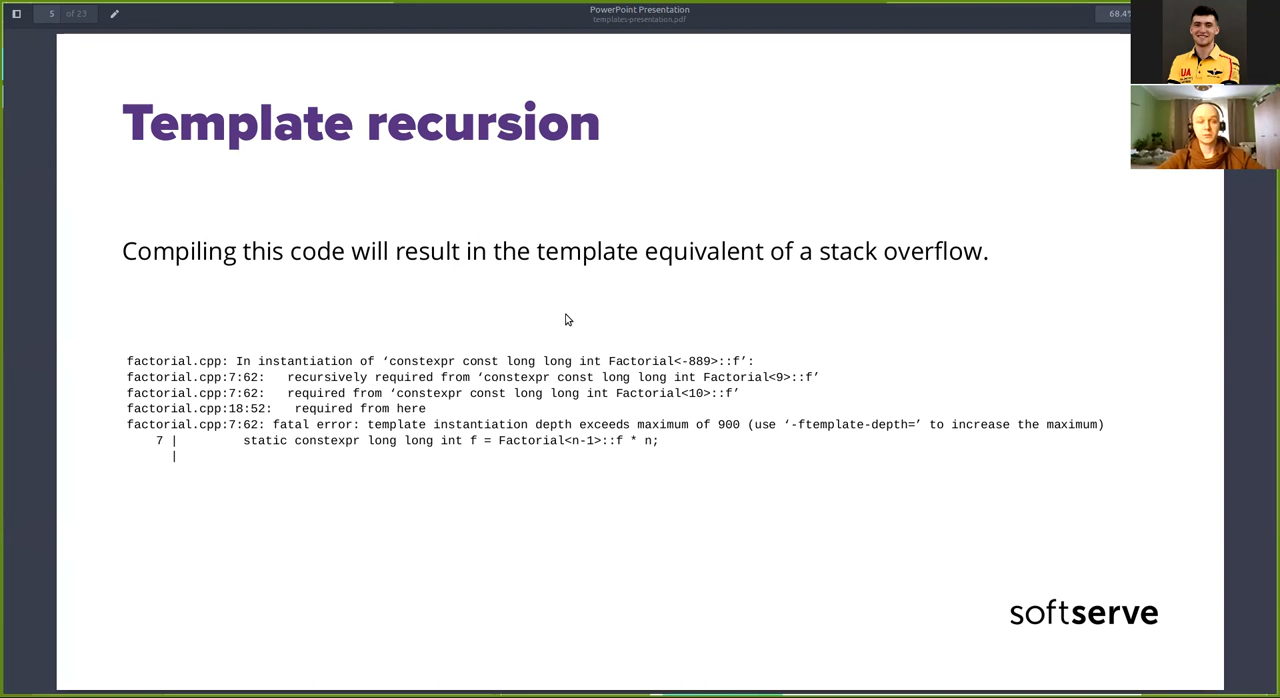 5 of 23
PowerPoint Presentation
templates-presentation.pdf
68.4%
UA
Template recursion
Compiling this code will result in the template equivalent of a stack overflow.
factorial.cpp: In instantiation of ‘constexpr const long long int Factorial<-889>::f’:
factorial.cpp:7:62:   recursively required from ‘constexpr const long long int Factorial<9>::f’
factorial.cpp:7:62:   required from ‘constexpr const long long int Factorial<10>::f’
factorial.cpp:18:52:   required from here
factorial.cpp:7:62: fatal error: template instantiation depth exceeds maximum of 900 (use ‘-ftemplate-depth=’ to increase the maximum)
    7 |         static constexpr long long int f = Factorial<n-1>::f * n;
      |
softserve